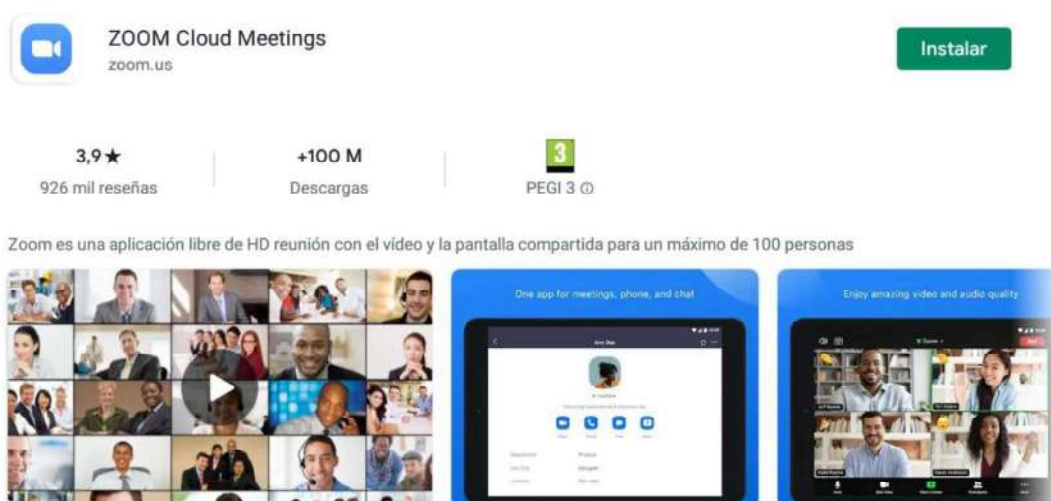 ZOOM Cloud Meetings
zoom.us
Instalar
3,9★
926 mil reseñas
+100 M
Descargas
3
PEGI 3
Zoom es una aplicación libre de HD reunión con el vídeo y la pantalla compartida para un máximo de 100 personas
One app for meetings, phone, and chat
Enjoy amazing video and audio quality
Zoom